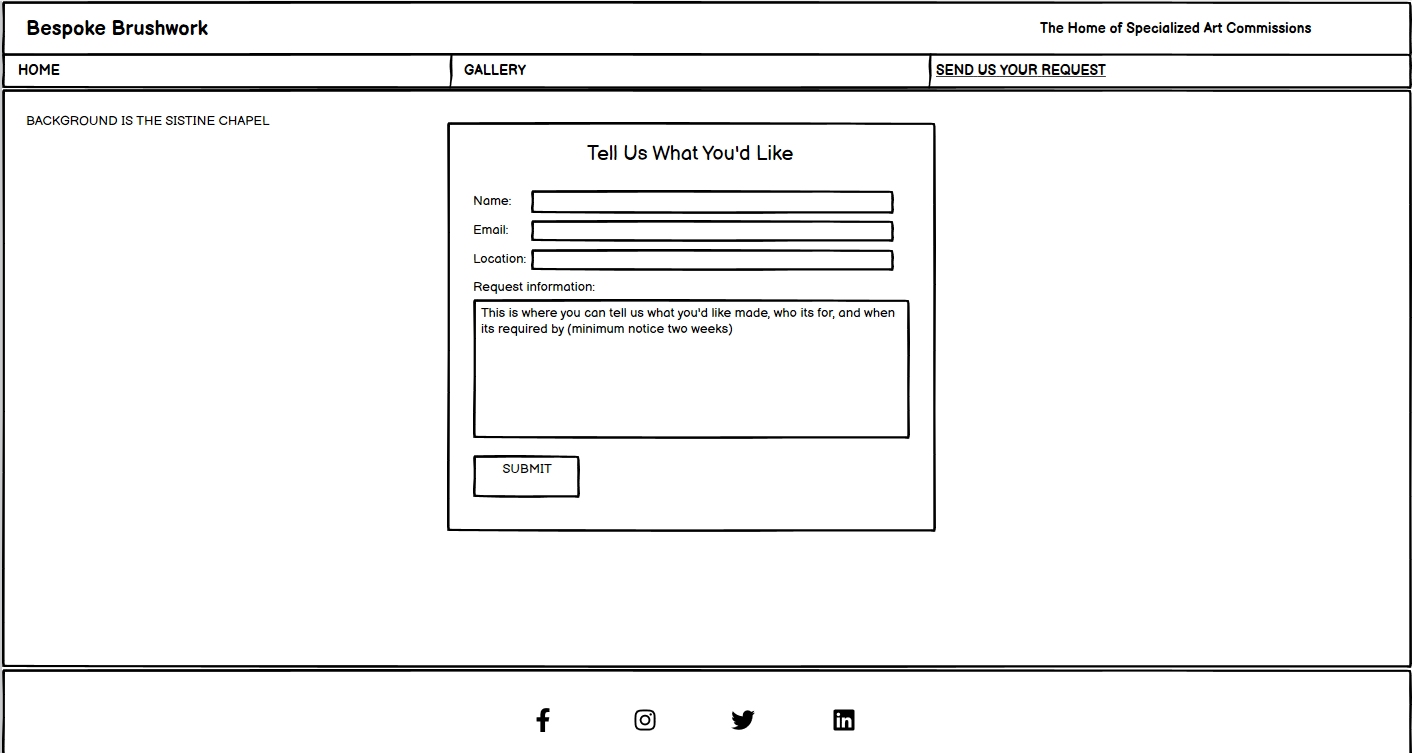 Bespoke Brushwork
The Home of Specialized Art Commissions
HOME
GALLERY
SEND US YOUR REQUEST
BACKGROUND IS THE SISTINE CHAPEL
Tell Us What You'd Like
Name:
Email:
Location:
Request information:
This is where you can tell us what you'd like made, who its for, and when
its required by (minimum notice two weeks)
SUBMIT